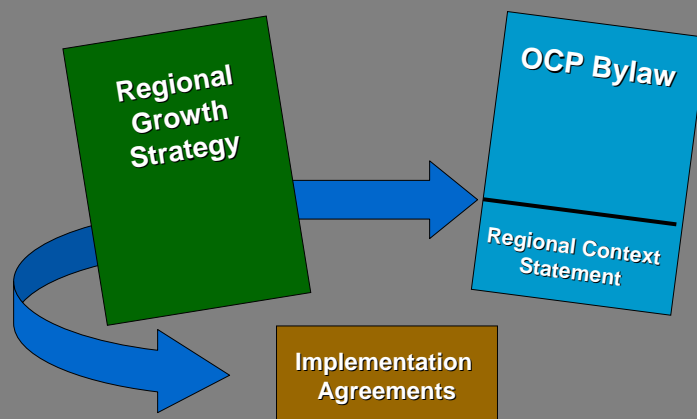 Regional
Growth
Strategy
OCP Bylaw
Regional Context
Statement
Implementation
Agreements